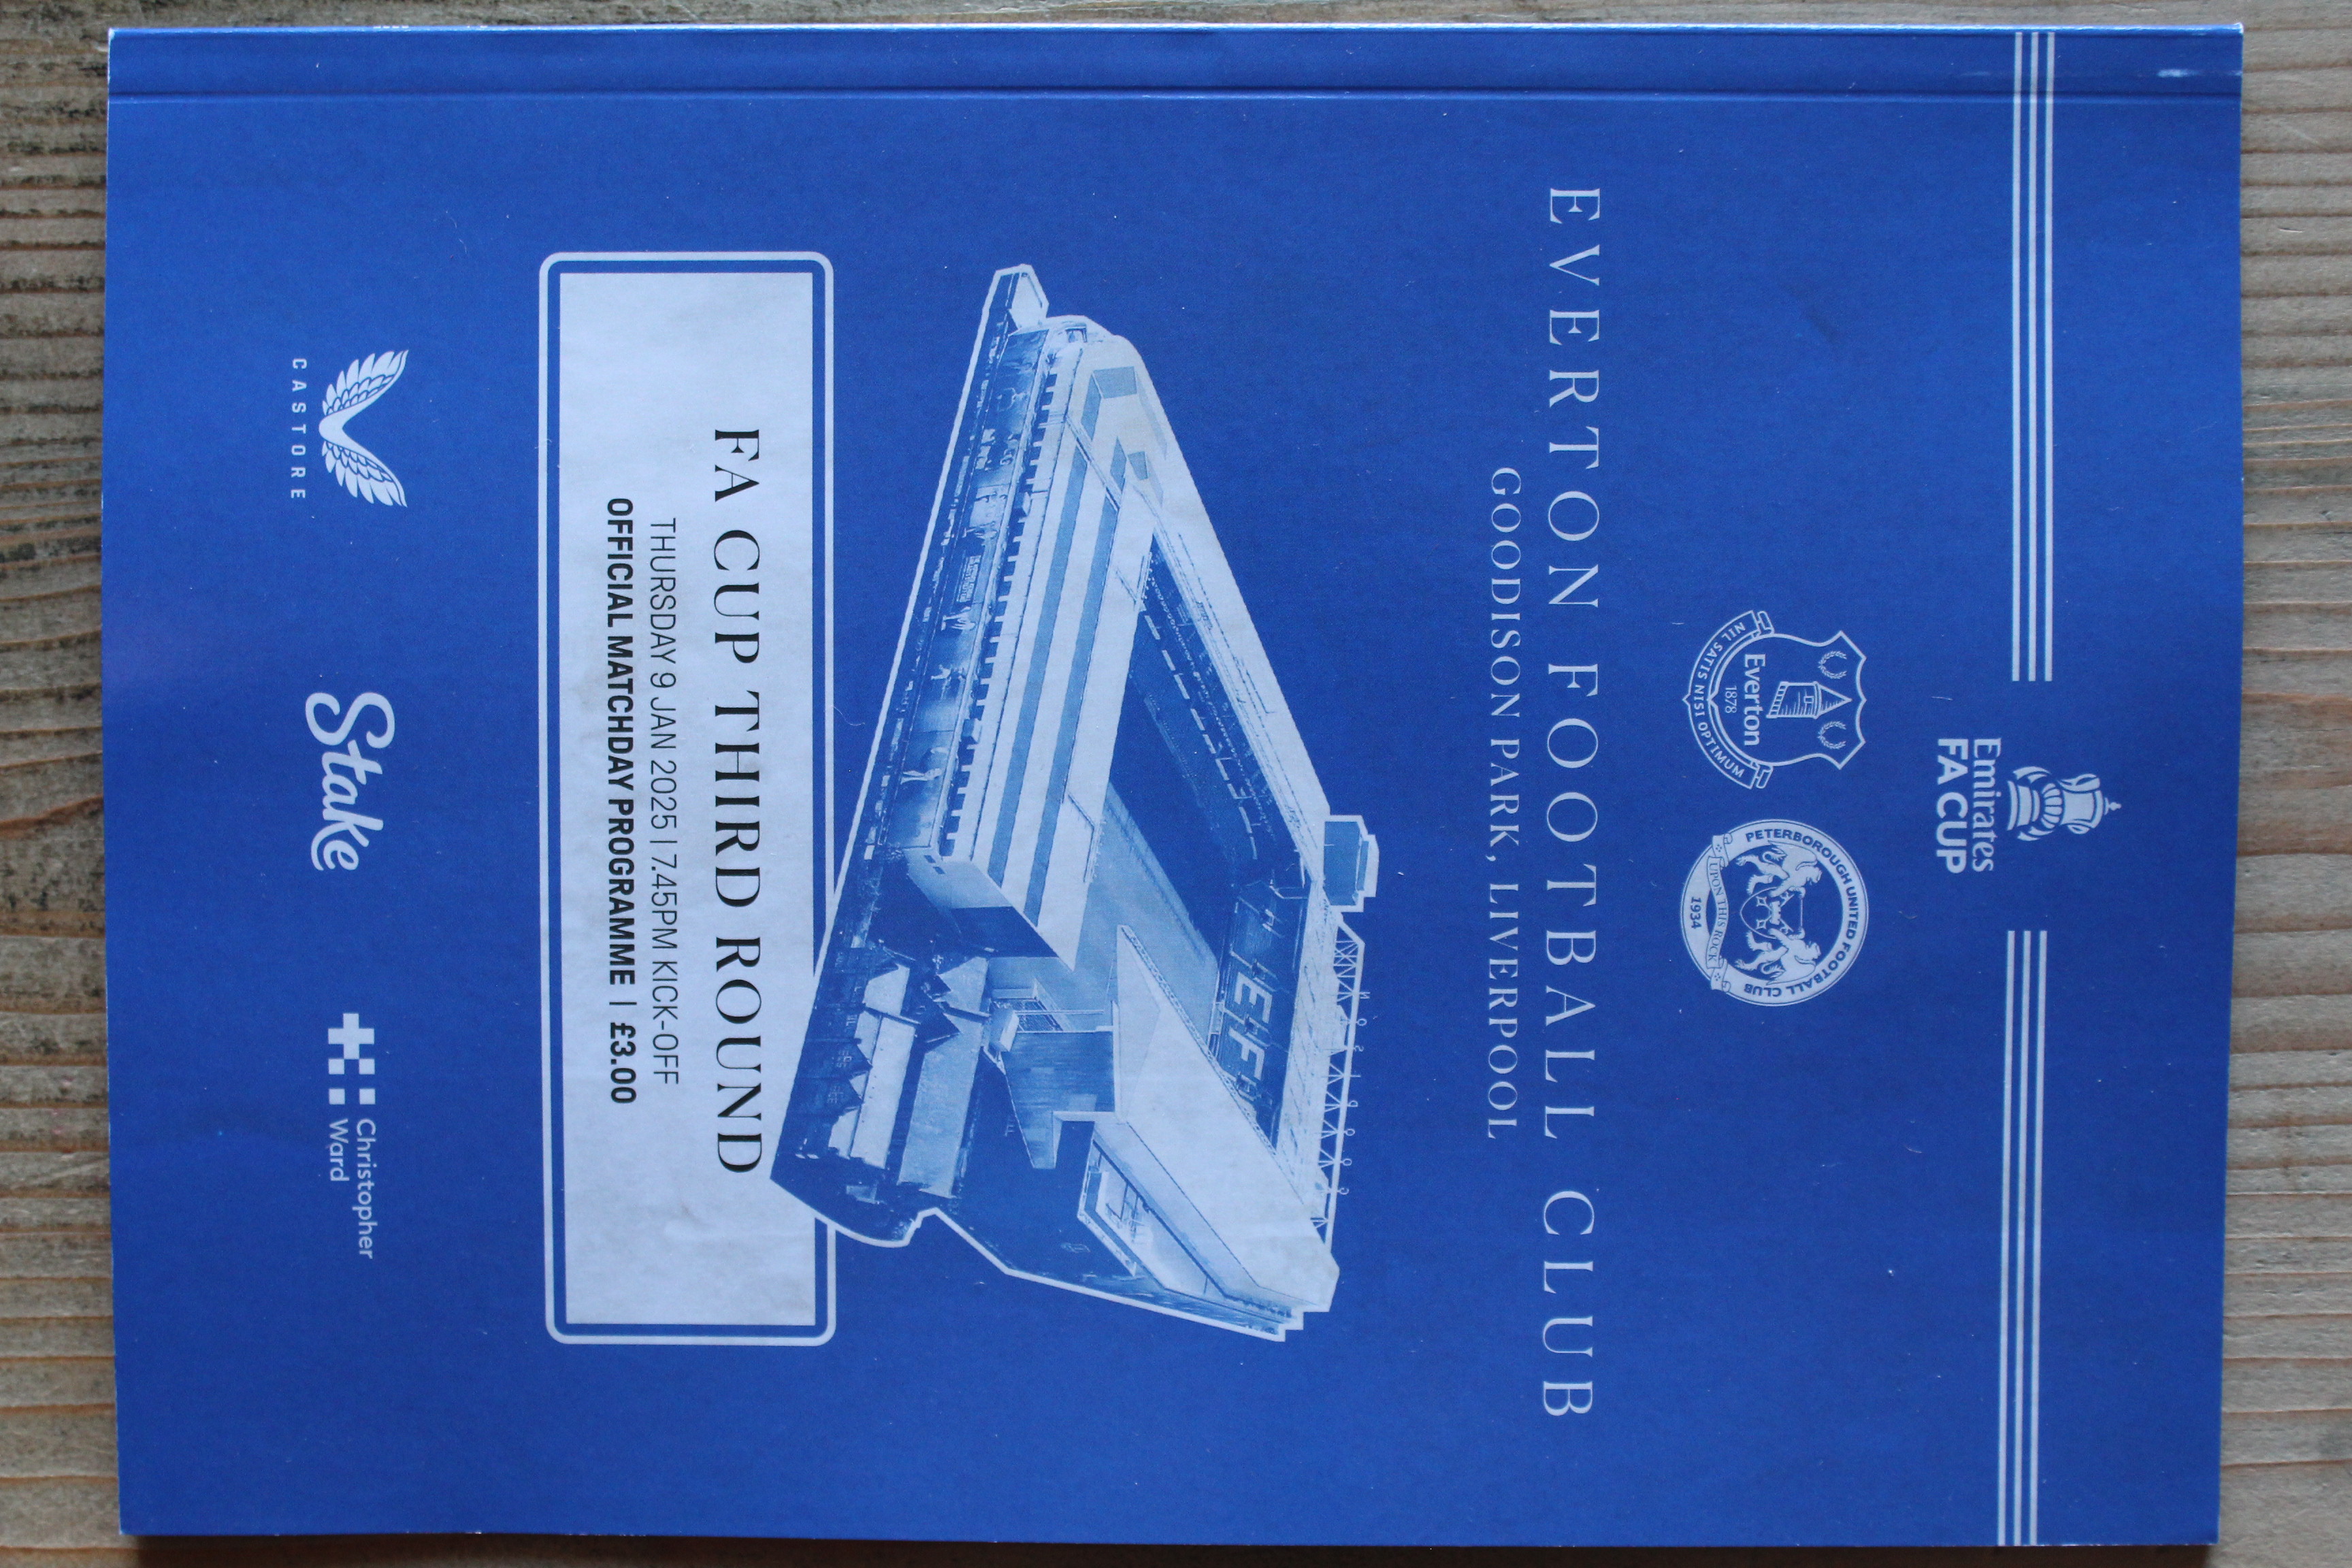 Emirates
FA CUP
Everton
1878
NIL SATIS NISI OPTIMUM
PETERBOROUGH UNITED FOOTBALL CLUB
UPON THIS ROCK
1934
EVERTON FOOTBALL CLUB
GOODISON PARK, LIVERPOOL
EF
FA CUP THIRD ROUND
THURSDAY 9 JAN 2025 | 7.45PM KICK-OFF
OFFICIAL MATCHDAY PROGRAMME | £3.00
CASTORE
Stake
Christopher
Ward